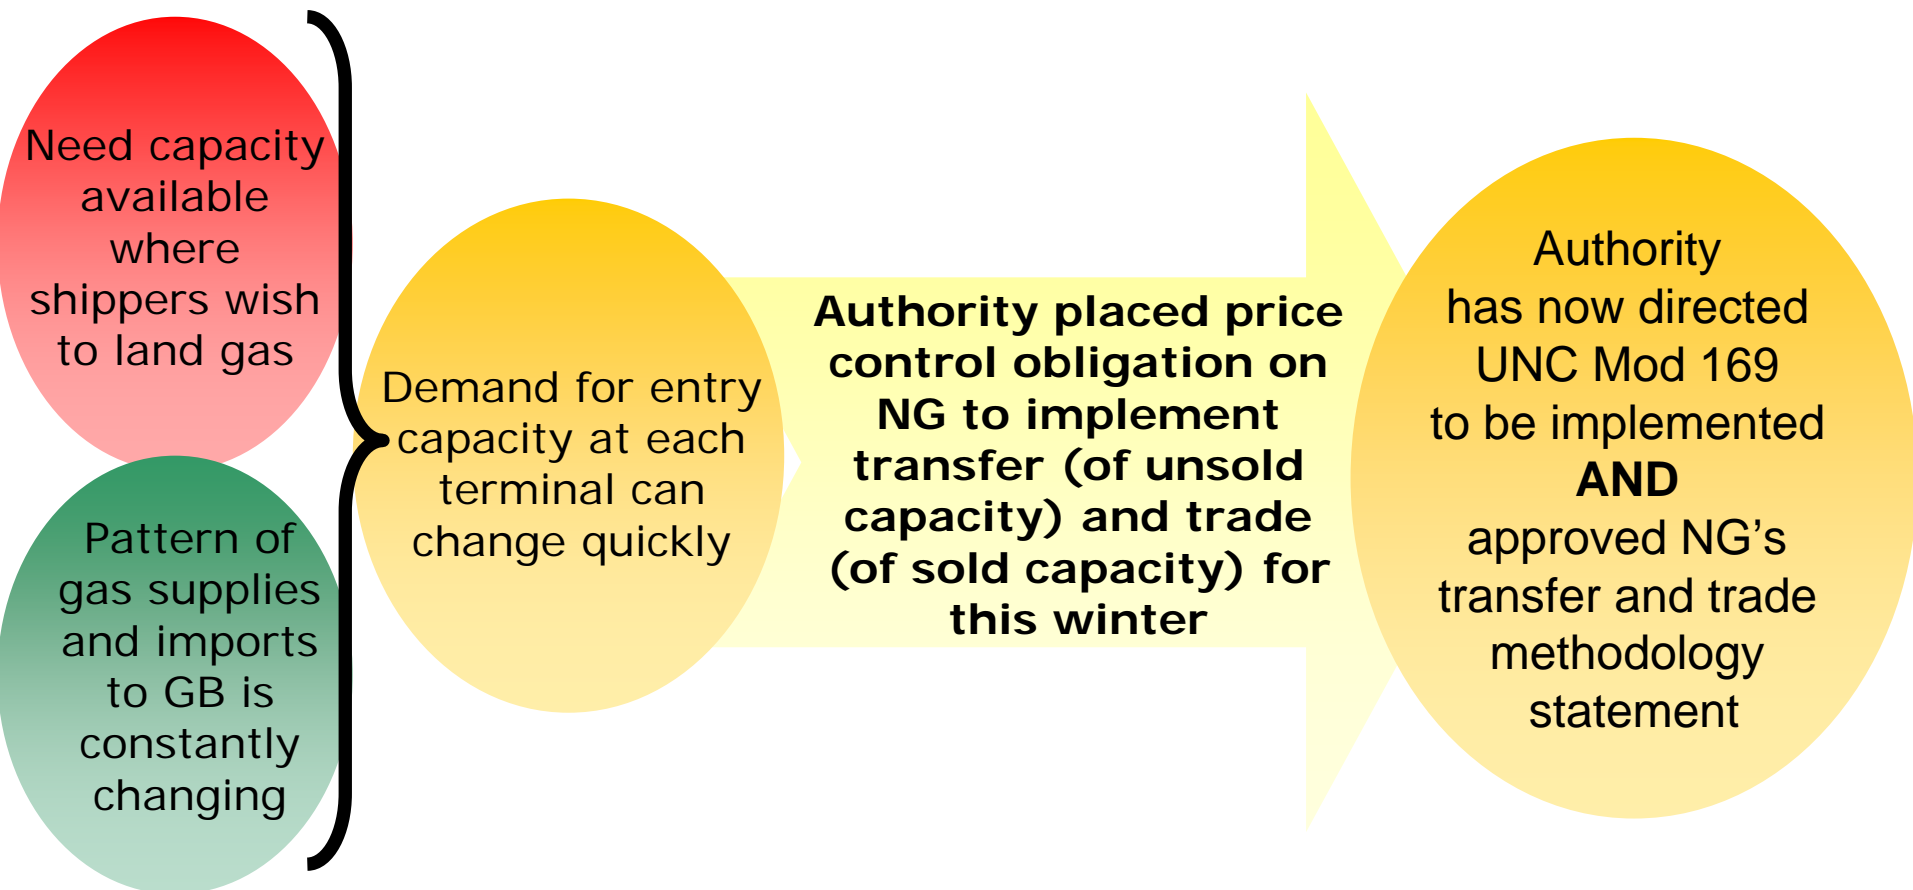 Need capacity
available
where
shippers wish
to land gas
Pattern of
gas supplies
and imports
to GB is
constantly
changing
Demand for entry
capacity at each
terminal can
change quickly
Authority placed price
control obligation on
NG to implement
transfer (of unsold
capacity) and trade
(of sold capacity) for
this winter
Authority
has now directed
UNC Mod 169
to be implemented
AND
approved NG’s
transfer and trade
methodology
statement